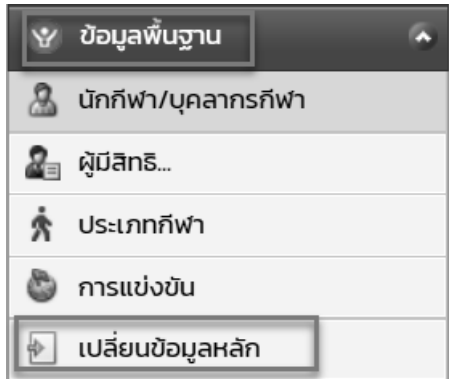 ข้อมูลพื้นฐาน
นักกีฬา/บุคลากรกีฬา
ผู้มีสิทธิ...
ประเภทกีฬา
การแข่งขัน
เปลี่ยนข้อมูลหลัก